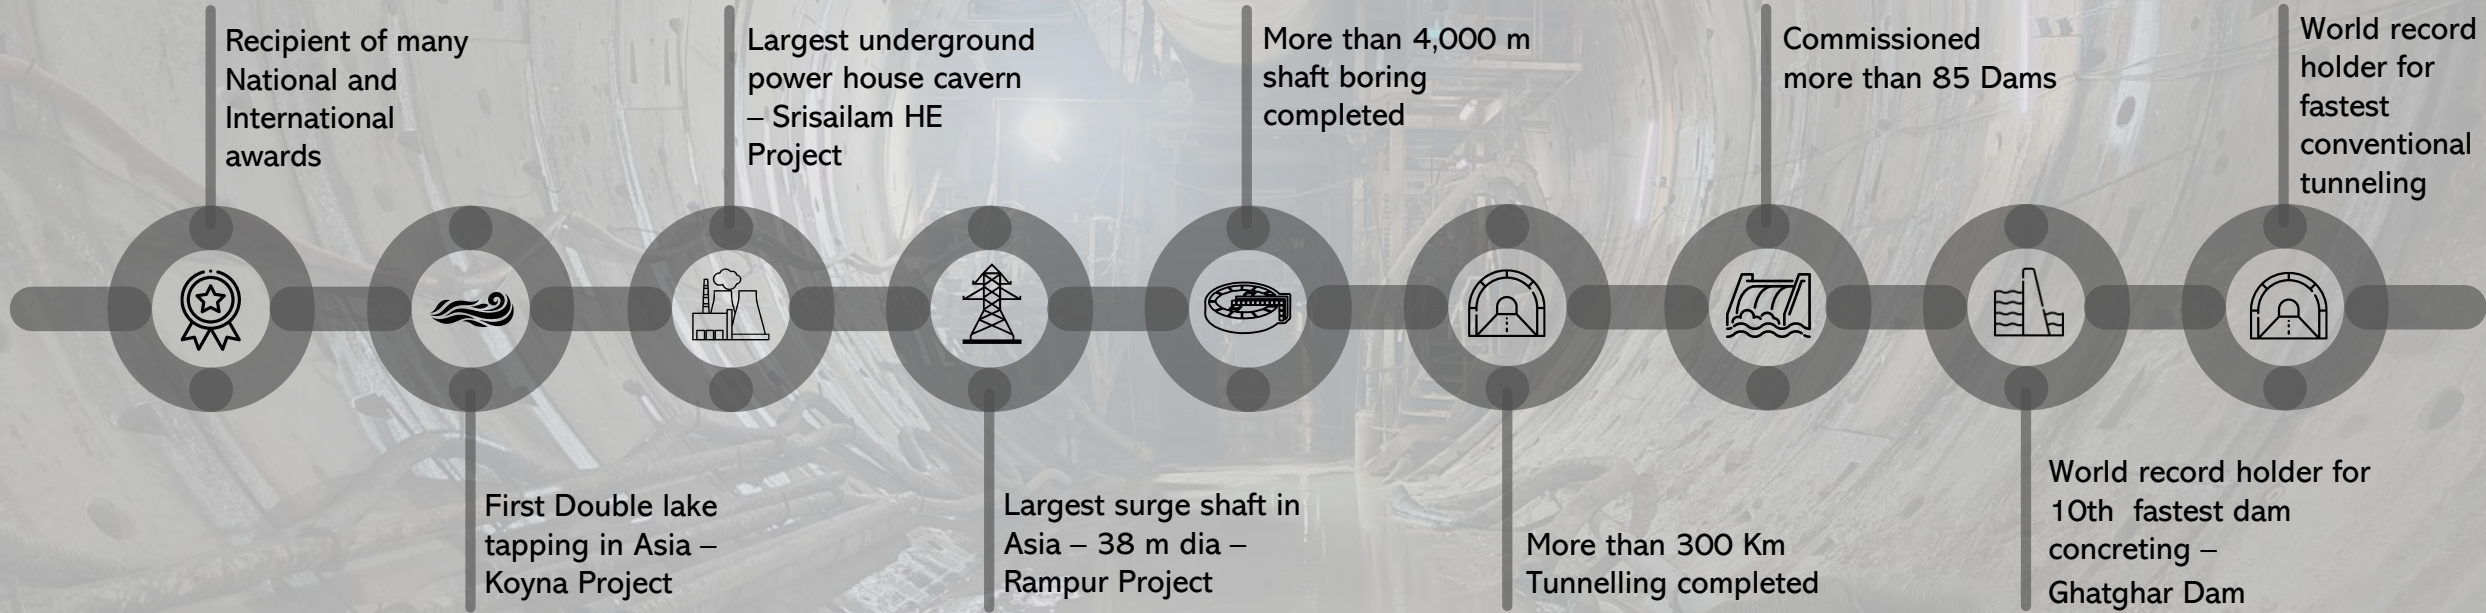 Recipient of many
National and
International
awards
First Double lake
tapping in Asia –
Koyna Project
Largest underground
power house cavern
– Srisailam HE
Project
Largest surge shaft in
Asia – 38 m dia –
Rampur Project
More than 4,000 m
shaft boring
completed
More than 300 Km
Tunnelling completed
Commissioned
more than 85 Dams
World record holder for
10th  fastest dam
concreting –
Ghatghar Dam
World record
holder for
fastest
conventional
tunneling